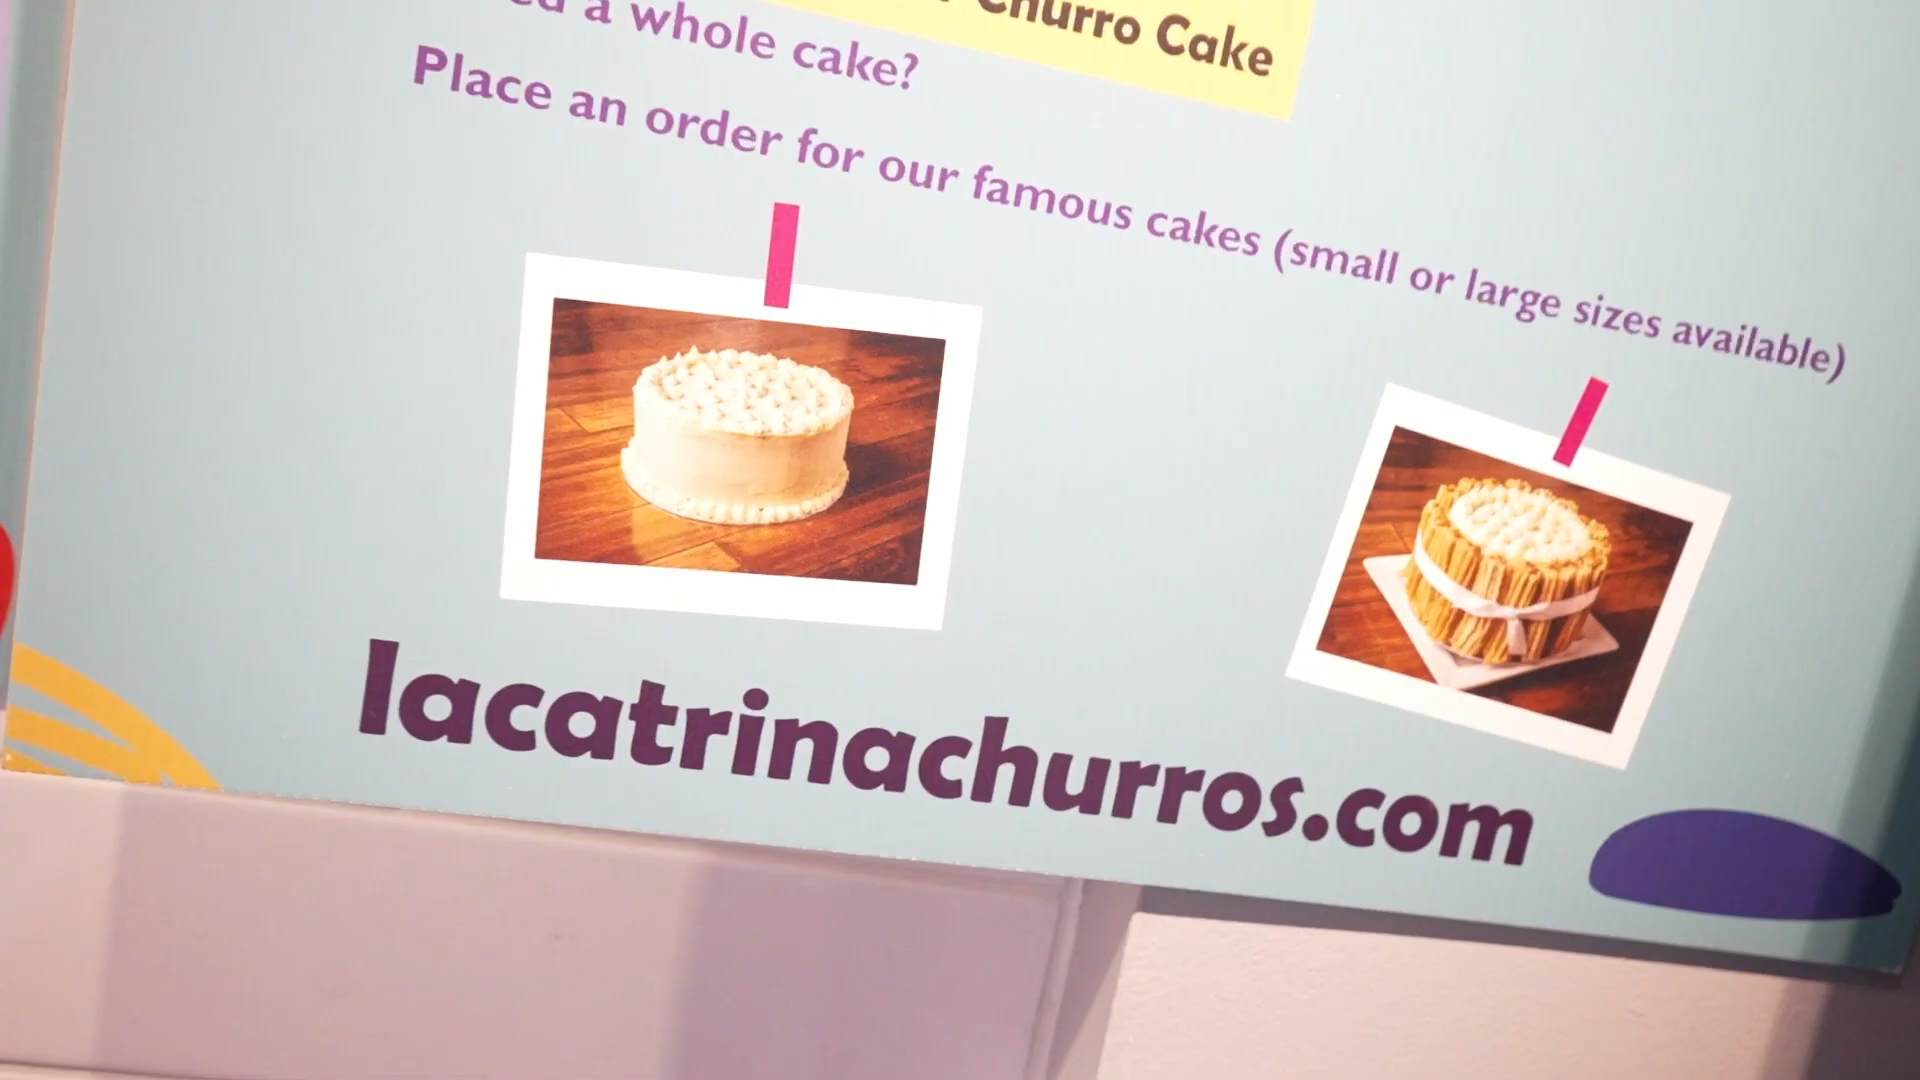 Churro Cake
a whole cake?
Place an order for our famous cakes (small or large sizes available)
lacatrinachurros.com